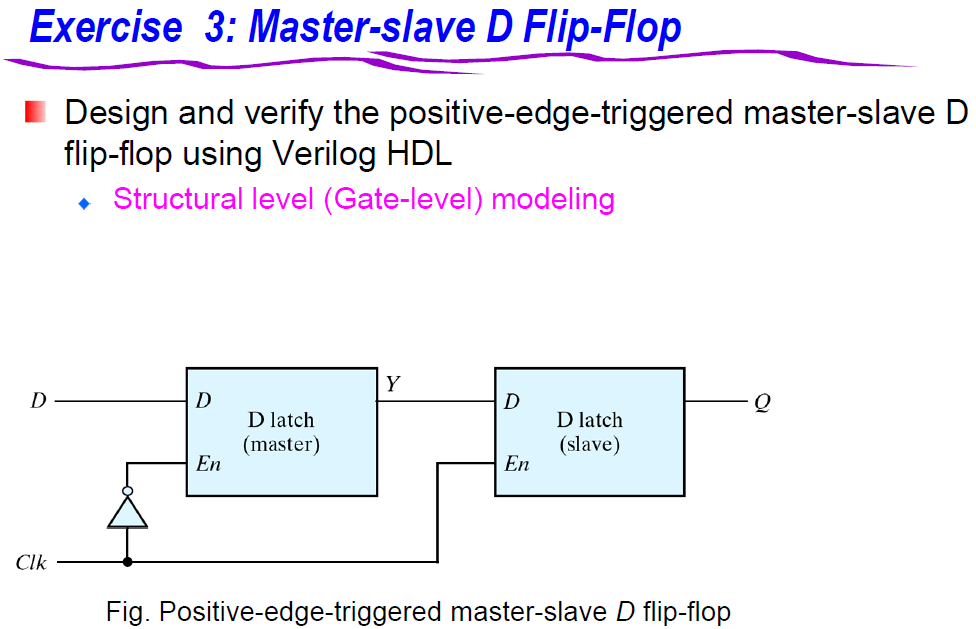 Exercise 3: Master-slave D Flip-Flop
Design and verify the positive-edge-triggered master-slave D
flip-flop using Verilog HDL
Structural level (Gate-level) modeling
D
D
D latch
(master)
En
Y
D
D latch
(slave)
En
Q
Clk
Fig. Positive-edge-triggered master-slave D flip-flop